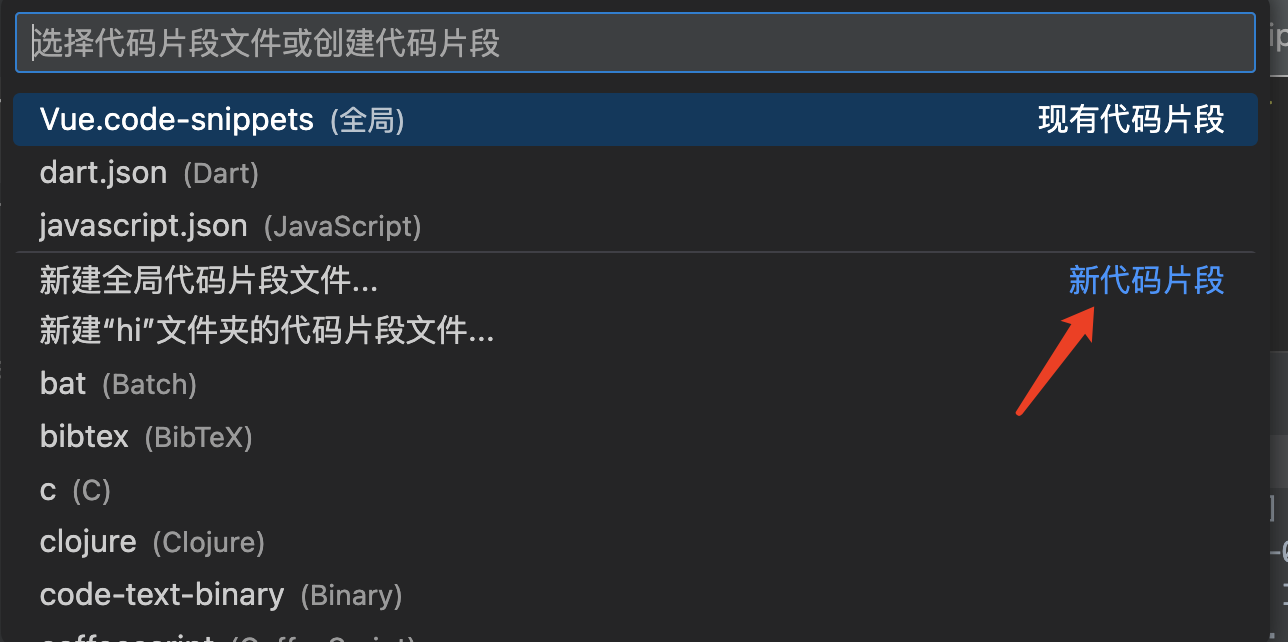 选择代码片段文件或创建代码片段
Vue.code-snippets (全局) 现有代码片段
dart.json (Dart)
javascript.json (JavaScript)
新建全局代码片段文件... 新代码片段
新建“hi”文件夹的代码片段文件...
bat (Batch)
bibtex (BibTeX)
c (C)
clojure (Clojure)
code-text-binary (Binary)
coffeescript (CoffeeScript)